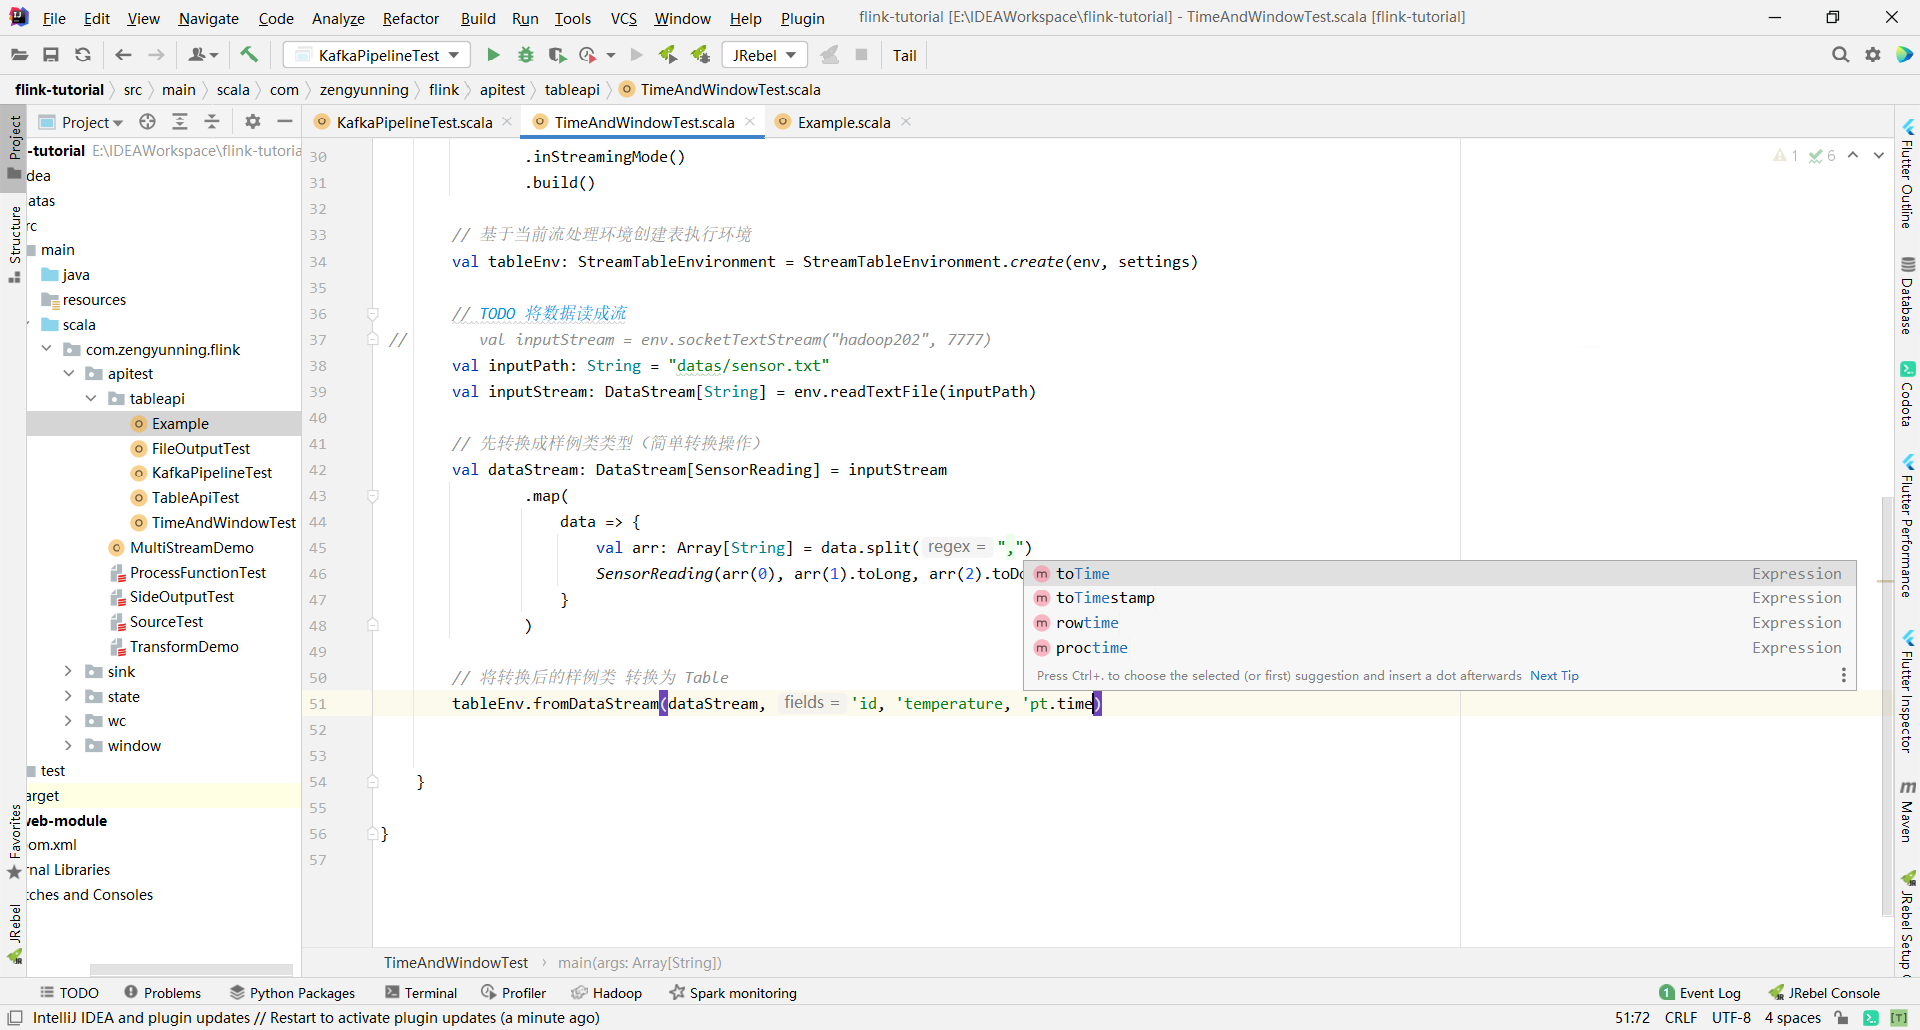 File Edit View Navigate Code Analyze Refactor Build Run Tools VCS Window Help Plugin flink-tutorial [E:\IDEAWorkspace\flink-tutorial] - TimeAndWindowTest.scala [flink-tutorial]
KafkaPipelineTest JRebel Tail
flink-tutorial src main scala com zengyunning flink apitest tableapi TimeAndWindowTest.scala
Project KafkaPipelineTest.scala TimeAndWindowTest.scala Example.scala
-tutorial E:\IDEAWorkspace\flink-tutoria
dea
atas
rc
main
java
resources
scala
com.zengyunning.flink
apitest
tableapi
Example
FileOutputTest
KafkaPipelineTest
TableApiTest
TimeAndWindowTest
MultiStreamDemo
ProcessFunctionTest
SideOutputTest
SourceTest
TransformDemo
sink
state
wc
window
test
arget
veb-module
om.xml
rnal Libraries
tches and Consoles
Project
Structure
Favorites
JRebel
1 6
30 .inStreamingMode()
31 .build()
32
33 // 基于当前流处理环境创建表执行环境
34 val tableEnv: StreamTableEnvironment = StreamTableEnvironment.create(env, settings)
35
36 // TODO 将数据读成流
37 // val inputStream = env.socketTextStream("hadoop202", 7777)
38 val inputPath: String = "datas/sensor.txt"
39 val inputStream: DataStream[String] = env.readTextFile(inputPath)
40
41 // 先转换成样例类类型（简单转换操作）
42 val dataStream: DataStream[SensorReading] = inputStream
43 .map(
44 data => {
45 val arr: Array[String] = data.split( regex = ",")
46 SensorReading(arr(0), arr(1).toLong, arr(2).toDo
47 }
48 )
49
50 // 将转换后的样例类 转换为 Table
51 tableEnv.fromDataStream(dataStream, fields = 'id, 'temperature, 'pt.time)
52
53
54 }
55
56 }
57
toTime Expression
toTimestamp Expression
rowtime Expression
proctime Expression
Press Ctrl+. to choose the selected (or first) suggestion and insert a dot afterwards Next Tip
Flutter Outline
Database
Codota
Flutter Performance
Flutter Inspector
Maven
JRebel Setup
TimeAndWindowTest main(args: Array[String])
TODO Problems Python Packages Terminal Profiler Hadoop Spark monitoring 1 Event Log JRebel Console
IntelliJ IDEA and plugin updates // Restart to activate plugin updates (a minute ago) 51:72 CRLF UTF-8 4 spaces [T]